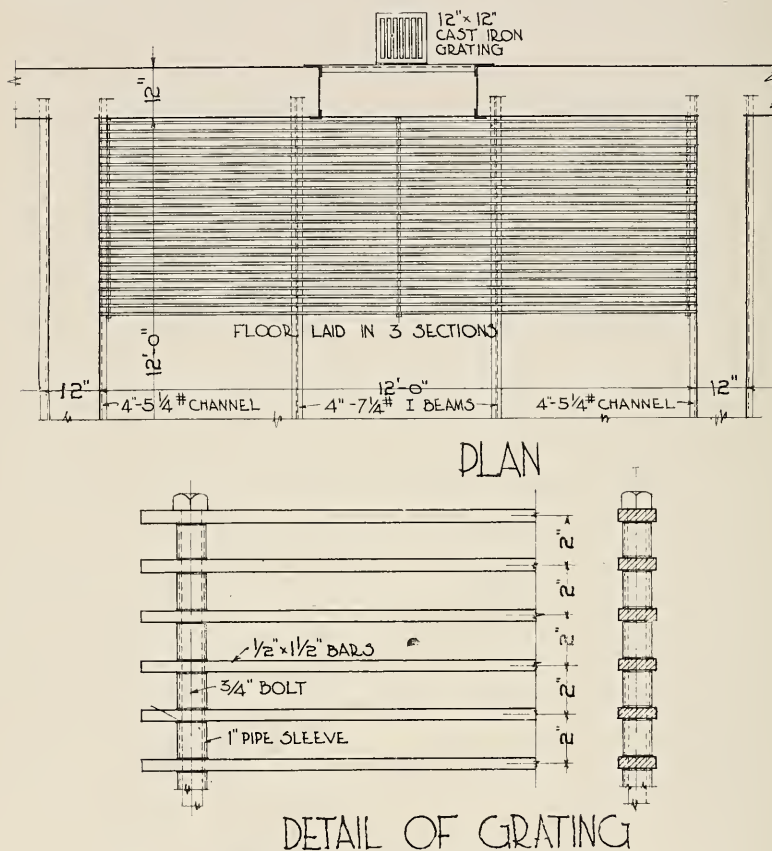 12" × 12"
CAST IRON
GRATING
12"
12'-0"
FLOOR LAID IN 3 SECTIONS
12"
12'-0"
12"
4"-5 1/4# CHANNEL
4"-7 1/4# I BEAMS
4"-5 1/4# CHANNEL
PLAN
2"
2"
2"
1/2" × 1 1/2" BARS
3/4" BOLT
2"
1" PIPE SLEEVE
2"
DETAIL OF GRATING